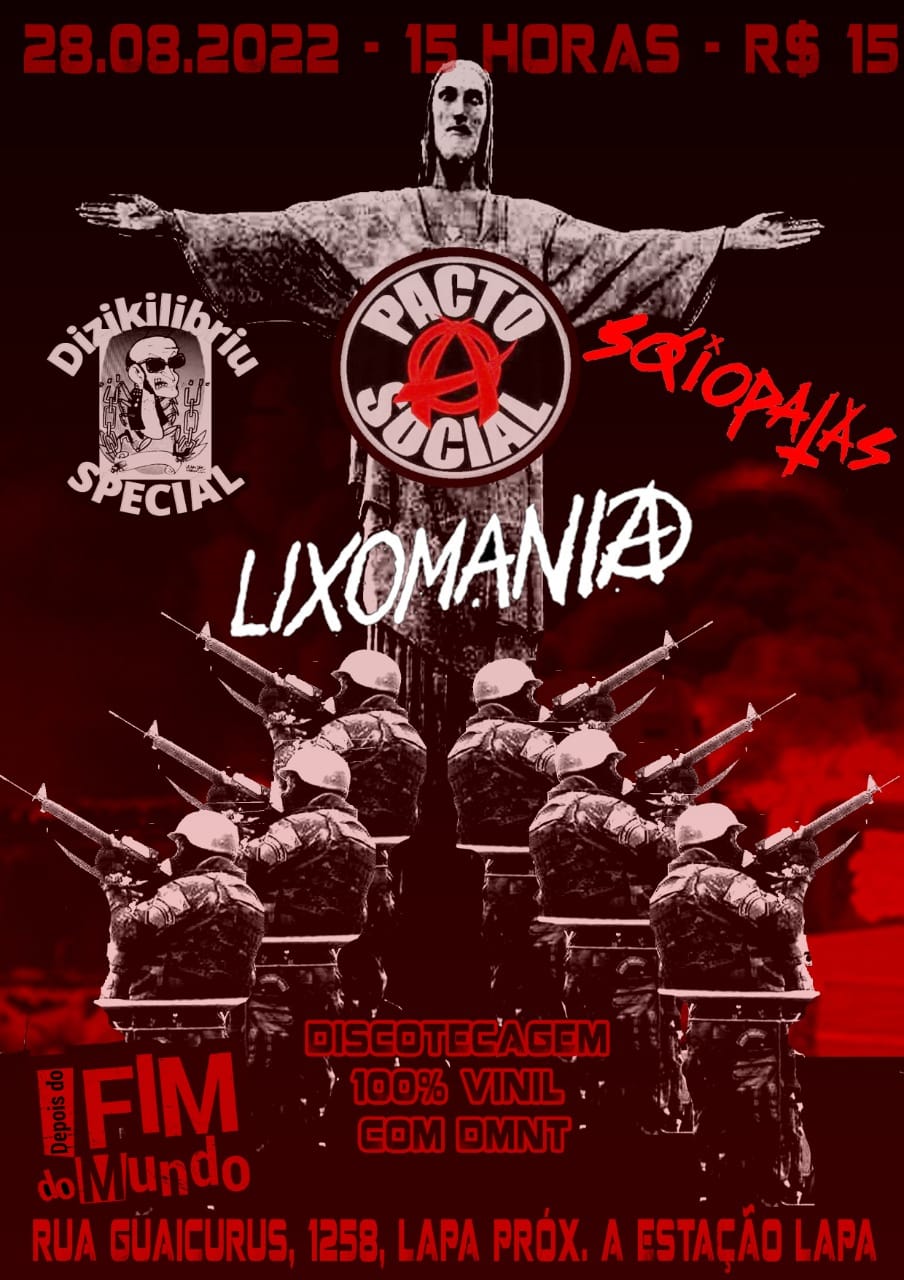 28.08.2022 - 15 HORAS - R$ 15
Dizikilibriu
SPECIAL
PACTO
SOCIAL
SOCIOPATAS
LIXOMANIA
DISCOTECAGEM
100% VINIL
COM DMNT
Depois do
FIM
do Mundo
RUA GUAICURUS, 1258, LAPA PRÓX. A ESTAÇÃO LAPA